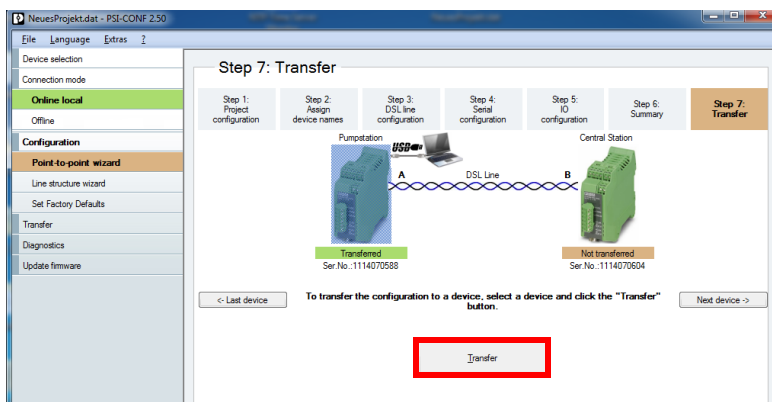 NeuesProjekt.dat - PSI-CONF 2.50
File Language Extras ?
Device selection
Connection mode
Online local
Offline
Configuration
Point-to-point wizard
Line structure wizard
Set Factory Defaults
Transfer
Diagnostics
Update firmware
Step 7: Transfer
Step 1:
Project
configuration
Step 2:
Assign
device names
Step 3:
DSL line
configuration
Step 4:
Serial
configuration
Step 5:
IO
configuration
Step 6:
Summary
Step 7:
Transfer
Pumpstation
USB
Central Station
A
DSL Line
B
Transferred
Not transferred
Ser.No.:1114070588
Ser.No.:1114070604
<- Last device
To transfer the configuration to a device, select a device and click the "Transfer"
button.
Next device ->
Transfer